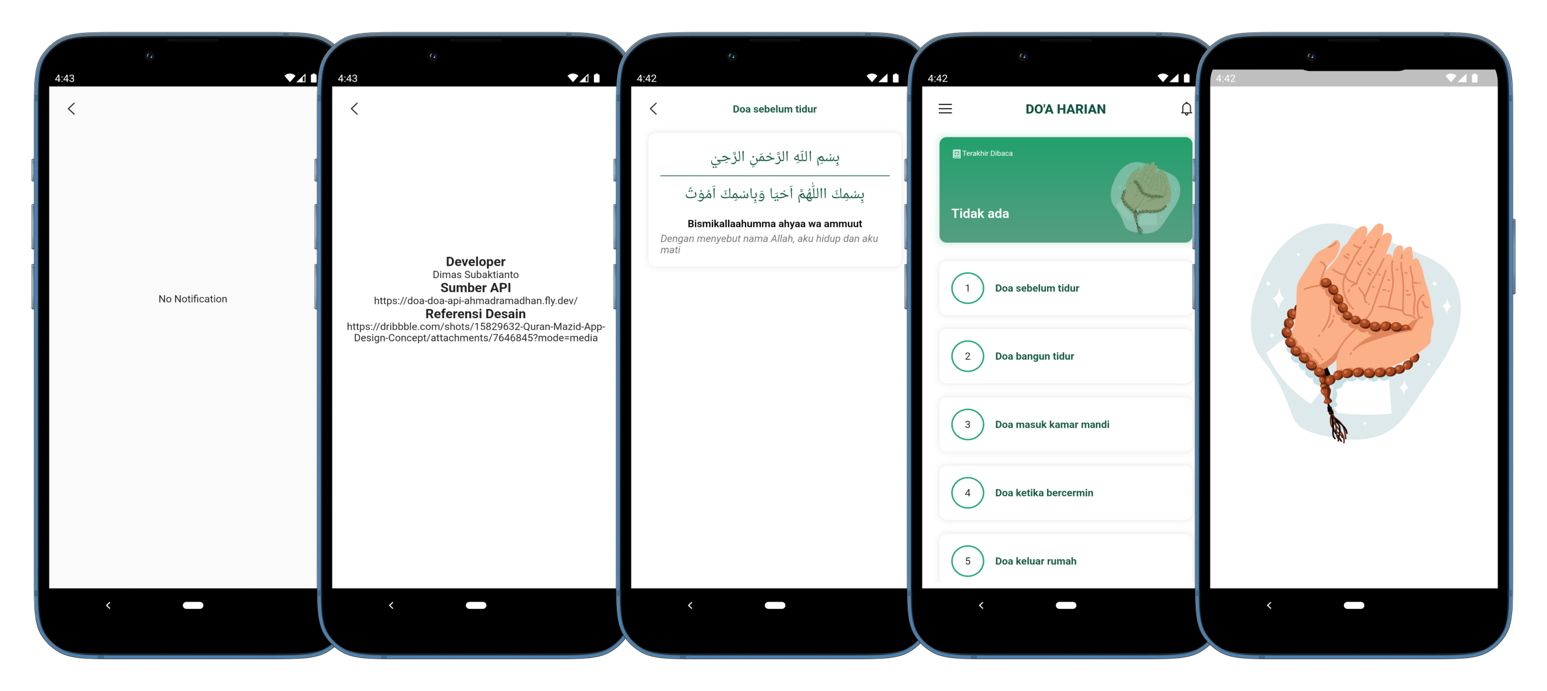 4:43
No Notification
4:43
Developer
Dimas Subaktianto
Sumber API
https://doa-doa-api-ahmadramadhan.fly.dev/
Referensi Desain
https://dribbble.com/shots/15829632-Quran-Mazid-App-
Design-Concept/attachments/7646845?mode=media
4:42
Doa sebelum tidur
بِسْمِ اللَهِ الرَّحْمَنِ الرَّحِيْ
بِسْمِكَ االلّٰهُمَّ اَحْيَا وَبِاسْمِكَ اَمُوْتُ
Bismikallaahumma ahyaa wa ammuut
Dengan menyebut nama Allah, aku hidup dan aku
mati
4:42
DO'A HARIAN
Terakhir Dibaca
Tidak ada
1 Doa sebelum tidur
2 Doa bangun tidur
3 Doa masuk kamar mandi
4 Doa ketika bercermin
5 Doa keluar rumah
4:42